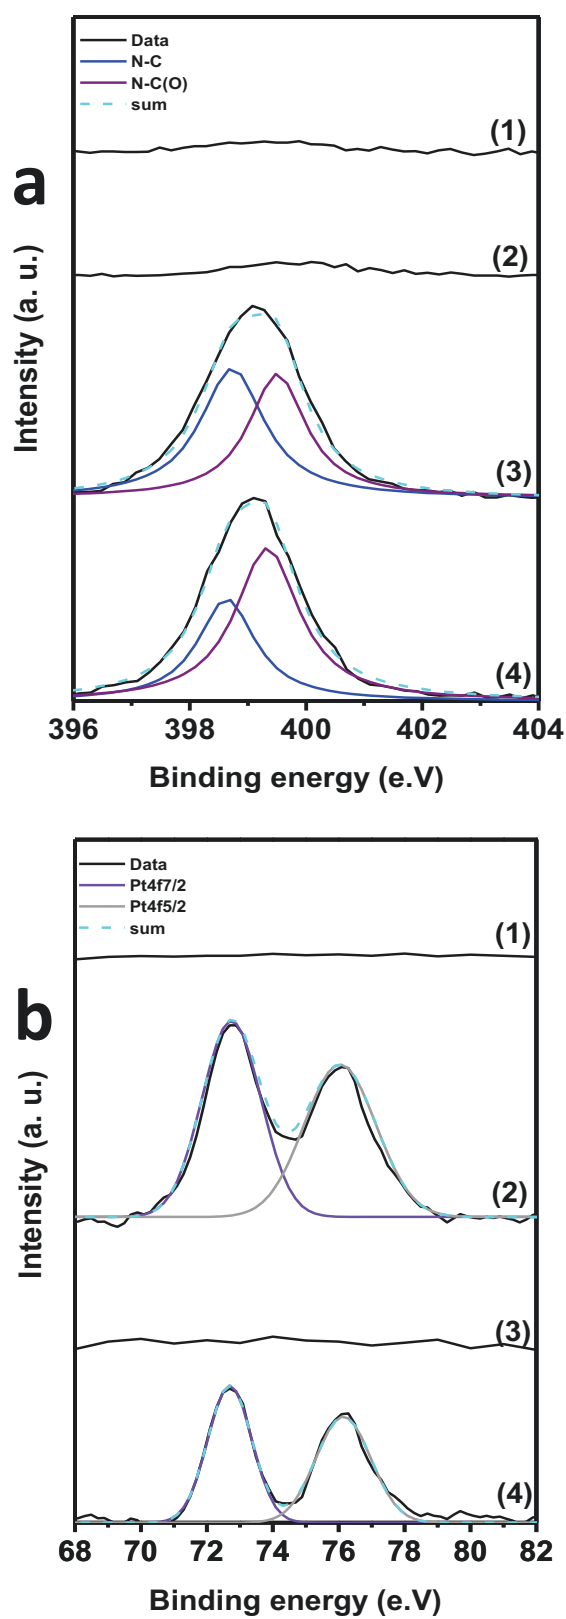 Data
N-C
N-C(O)
sum
(1)
a
(2)
Intensity (a. u.)
(3)
(4)
396 398 400 402 404
Binding energy (e.V)
Data
Pt4f7/2
Pt4f5/2
sum
(1)
b
Intensity (a. u.)
(2)
(3)
(4)
68 70 72 74 76 78 80 82
Binding energy (e.V)